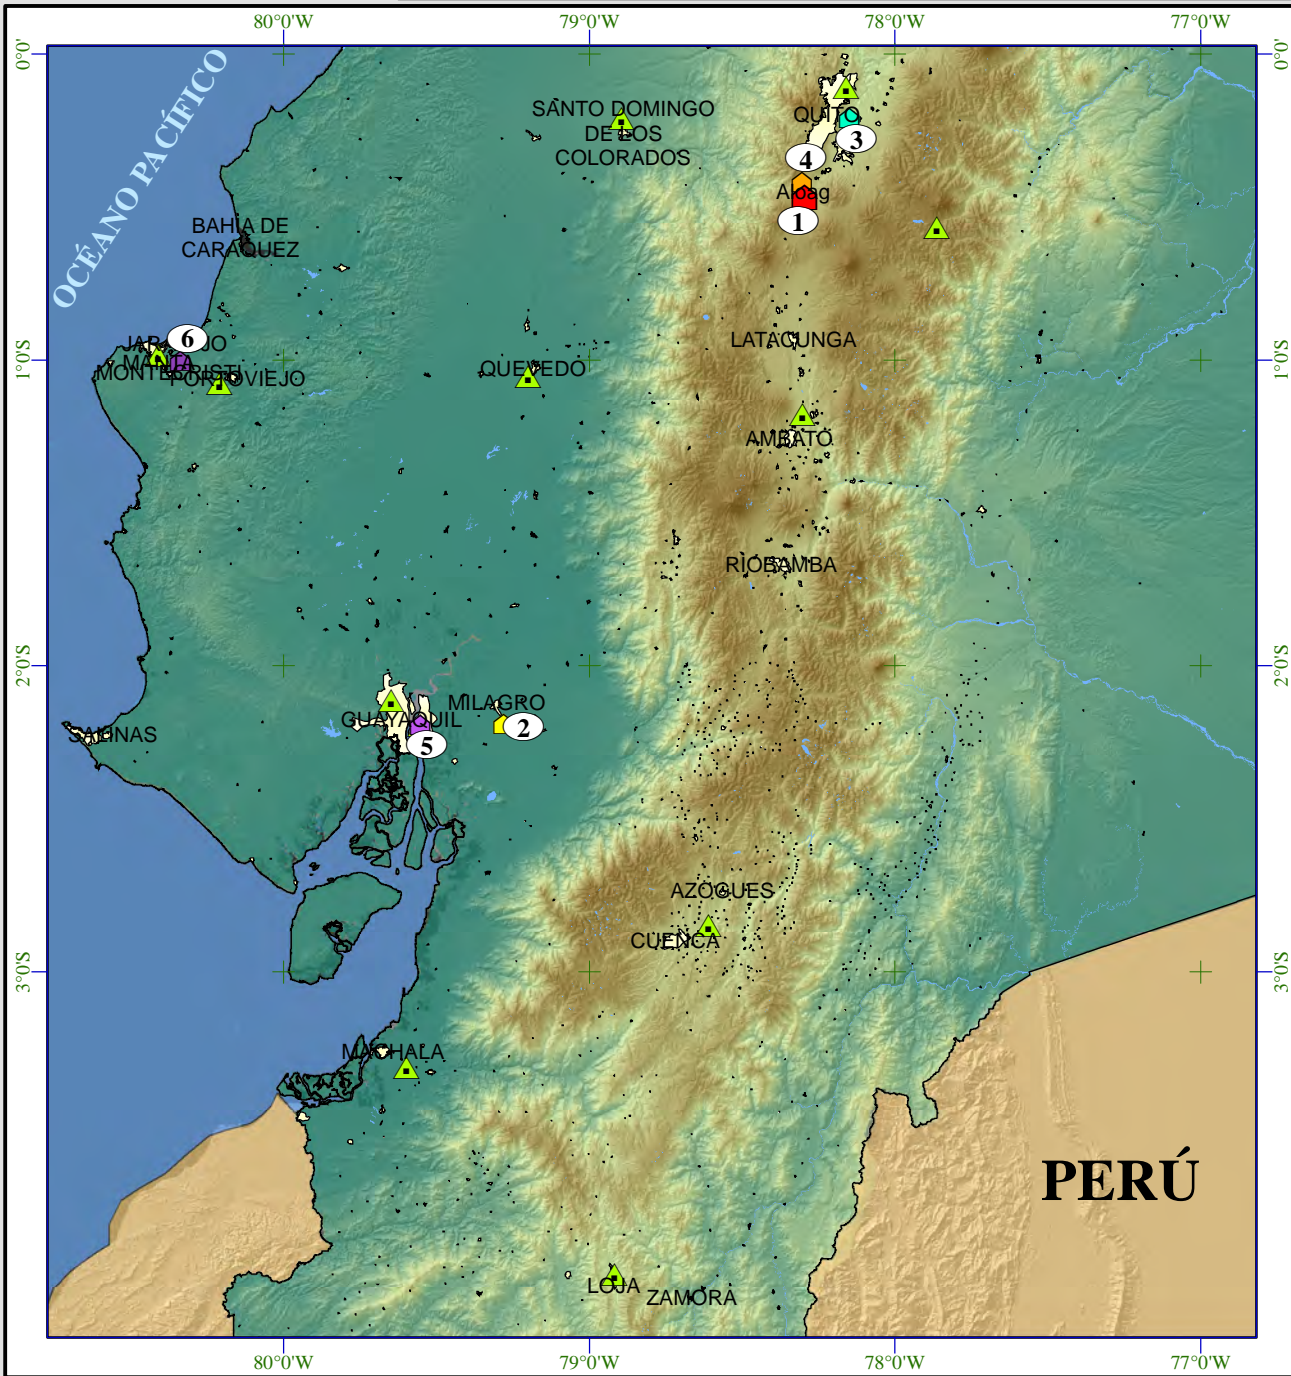 80°0'W
79°0'W
78°0'W
77°0'W
0°0'
0°0'
OCÉANO PACÍFICO
SANTO DOMINGO
DE LOS
COLORADOS
QUITO
3
4
Aloag
1
BAHÍA DE
CARAQUEZ
6
JARAMIJO
MANTA
MONTECRISTI
PORTOVIEJO
QUEVEDO
LATACUNGA
1°0'S
1°0'S
AMBATO
RIOBAMBA
2°0'S
2°0'S
MILAGRO
GUAYAQUIL
2
5
SALINAS
AZOGUES
CUENCA
3°0'S
3°0'S
MACHALA
PERÚ
LOJA
ZAMORA
80°0'W
79°0'W
78°0'W
77°0'W